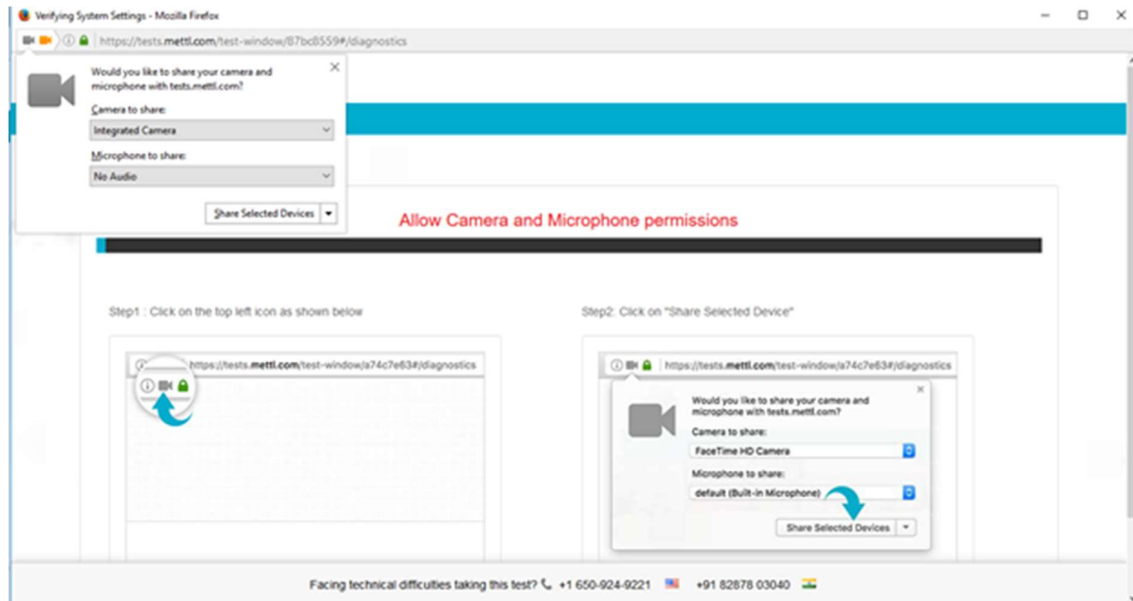 Verifying System Settings - Mozilla Firefox
https://tests.mettl.com/test-window/87bc8559#/diagnostics
Would you like to share your camera and
microphone with tests.mettl.com?
Camera to share:
Integrated Camera
Microphone to share:
No Audio
Share Selected Devices
Allow Camera and Microphone permissions
Step1 : Click on the top left icon as shown below
https://tests.mettl.com/test-window/a74c7e63#/diagnostics
Step2: Click on "Share Selected Device"
https://tests.mettl.com/test-window/a74c7e63#/diagnostics
Would you like to share your camera and
microphone with tests.mettl.com?
Camera to share:
FaceTime HD Camera
Microphone to share:
default (Built-in Microphone)
Share Selected Devices
Facing technical difficulties taking this test? +1 650-924-9221 +91 82878 03040